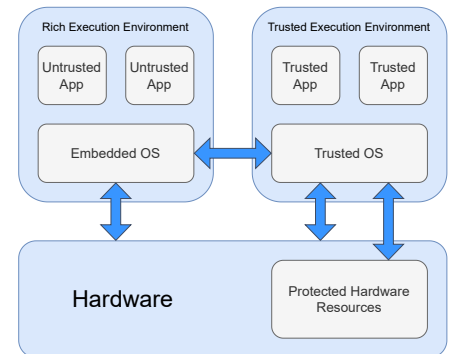 Rich Execution Environment
Trusted Execution Environment
Untrusted
App
Untrusted
App
Trusted
App
Trusted
App
Embedded OS
Trusted OS
Hardware
Protected Hardware
Resources